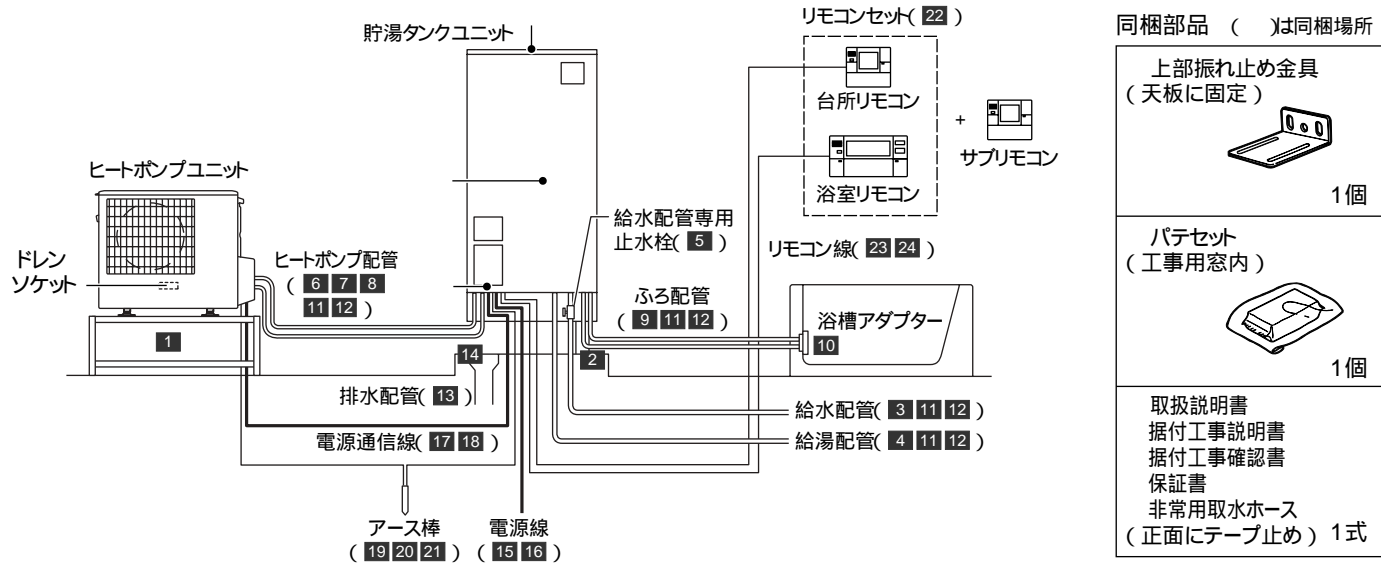 リモコンセット( 22 )
貯湯タンクユニット
台所リモコン
+
サブリモコン
浴室リモコン
ヒートポンプユニット
給水配管専用
止水栓( 5 )
リモコン線( 23 24 )
ドレン
ソケット
ヒートポンプ配管
( 6 7 8
11 12 )
ふろ配管
( 9 11 12 )
浴槽アダプター
10
1
14
2
排水配管( 13 )
給水配管( 3 11 12 )
電源通信線( 17 18 )
給湯配管( 4 11 12 )
アース棒
( 19 20 21 )
電源線
( 15 16 )
同梱部品 ( )は同梱場所
上部振れ止め金具
( 天板に固定 )
1個
パテセット
( 工事用窓内 )
1個
取扱説明書
据付工事説明書
据付工事確認書
保証書
非常用取水ホース
( 正面にテープ止め ) 1式